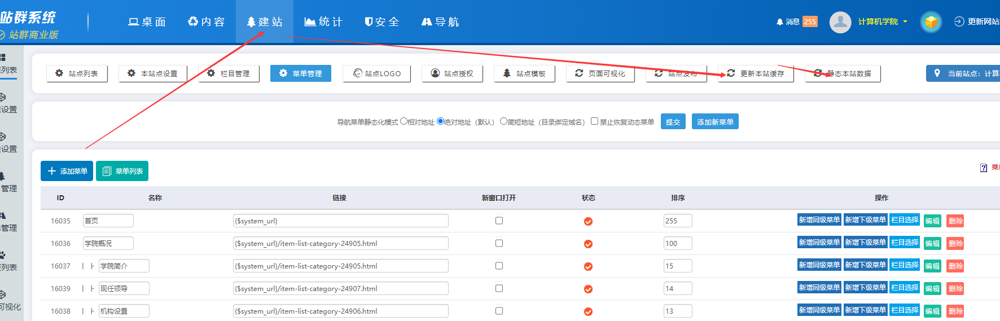 站群系统
站群商业版
桌面 内容 建站 统计 安全 导航
消息 255 计算机学院 更新网站
列表
设置
设置
管理
管理
列表
可视化
站点列表 本站点设置 栏目管理 菜单管理 站点LOGO 站点授权 站点模板 页面可视化 站点发布 更新本站缓存 静态本站数据 当前站点：计算
导航菜单静态化模式 相对地址 绝对地址（默认） 简短地址（目录绑定域名） 禁止恢复动态菜单 提交 添加新菜单
添加菜单 菜单列表
ID 名称 链接 新窗口打开 状态 排序 操作
16035 首页 {$system_url} 255 新增同级菜单 新增下级菜单 栏目选择 编辑 删除
16036 学院概况 {$system_url}/item-list-category-24905.html 100 新增同级菜单 新增下级菜单 栏目选择 编辑 删除
16037 学院简介 {$system_url}/item-list-category-24905.html 15 新增同级菜单 新增下级菜单 栏目选择 编辑 删除
16039 现任领导 {$system_url}/item-list-category-24907.html 14 新增同级菜单 新增下级菜单 栏目选择 编辑 删除
16038 机构设置 {$system_url}/item-list-category-24906.html 13 新增同级菜单 新增下级菜单 栏目选择 编辑 删除